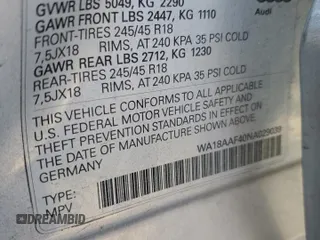 GVWR LBS 5049, KG 2290
GAWR FRONT LBS 2447, KG 1110
FRONT-TIRES 245/45 R18
7,5JX18 RIMS, AT 240 KPA 35 PSI COLD
GAWR REAR LBS 2712, KG 1230
REAR-TIRES 245/45 R18
7,5JX18 RIMS, AT 240 KPA 35 PSI COLD
Audi
THIS VEHICLE CONFORMS TO ALL APPLICABLE
U.S. FEDERAL MOTOR VEHICLE SAFETY AND
THEFT PREVENTION STANDARDS IN EFFECT ON
THE DATE OF MANUFACTURE SHOWN ABOVE.
GERMANY
WA18AAF40NA029039
TYPE:
MPV
DREAMBID